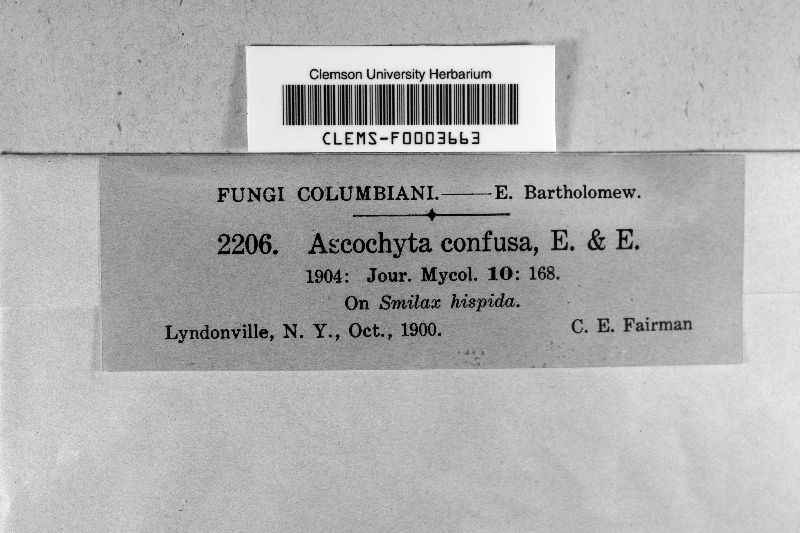 Clemson University Herbarium
CLEMS-F0003663
FUNGI COLUMBIANI.——E. Bartholomew.
2206. Ascochyta confusa, E. & E.
1904: Jour. Mycol. 10: 168.
On Smilax hispida.
Lyndonville, N. Y., Oct., 1900. C. E. Fairman